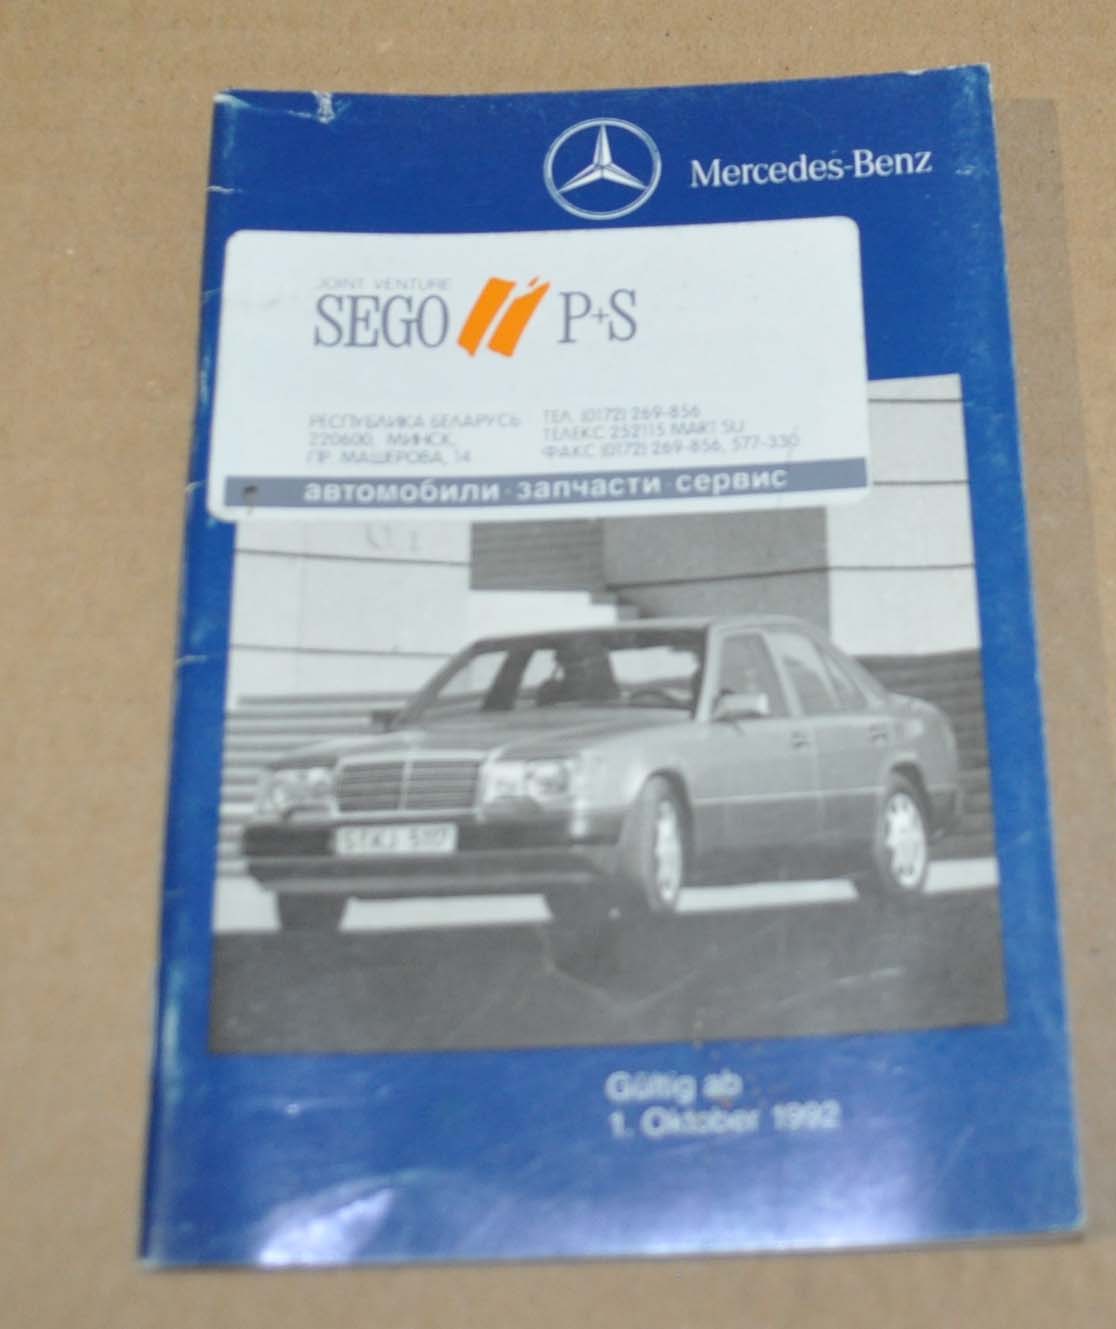 Mercedes-Benz
JOINT VENTURE
SEGO P+S
РЕСПУБЛИКА БЕЛАРУСЬ
220600, МИНСК,
ПР. МАШЕРОВА, 14
ТЕЛ. (0172) 269-856
ТЕЛЕКС 252115 MAKT SU
ФАКС (0172) 269-856, 577-330
автомобили · запчасти · сервис
Gültig ab
1. Oktober 1992